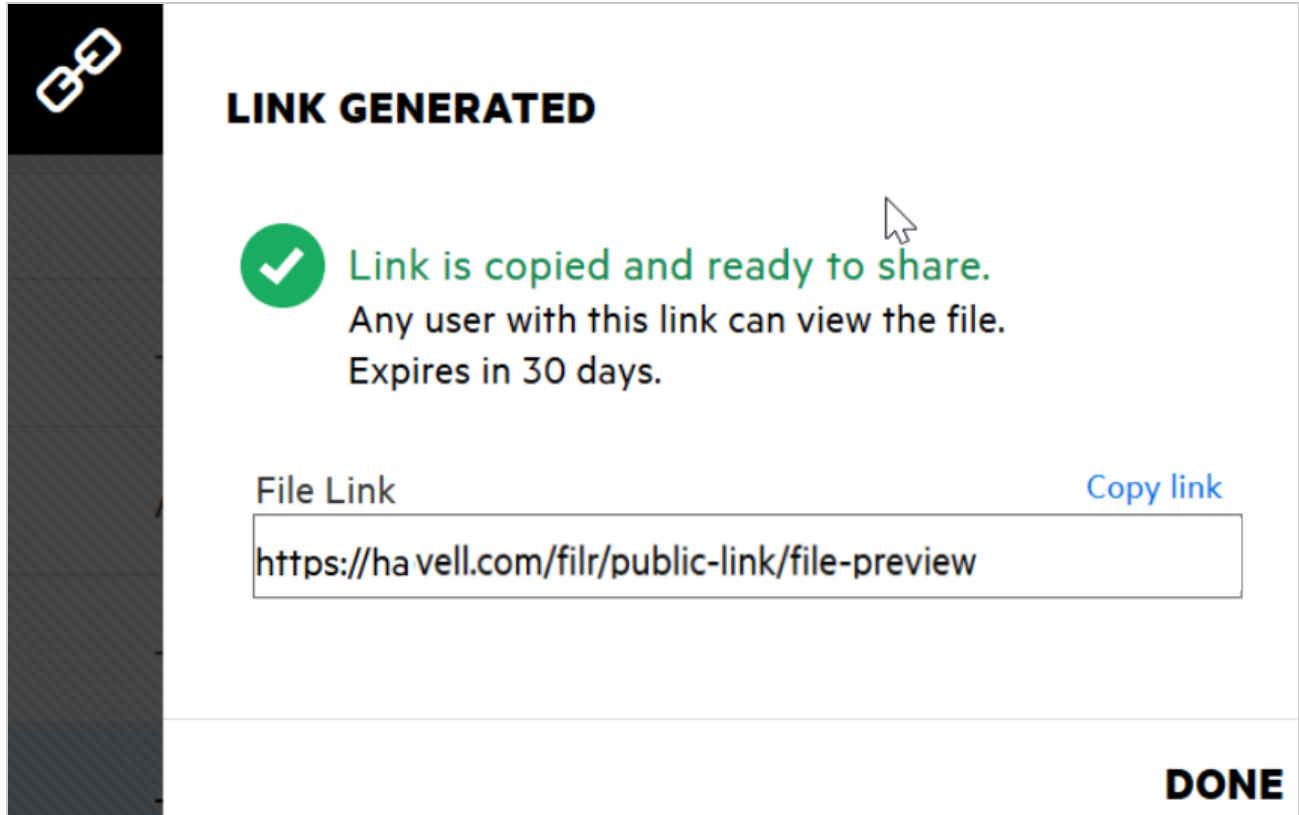 LINK GENERATED
Link is copied and ready to share.
Any user with this link can view the file.
Expires in 30 days.
File Link
Copy link
https://ha vell.com/filr/public-link/file-preview
DONE